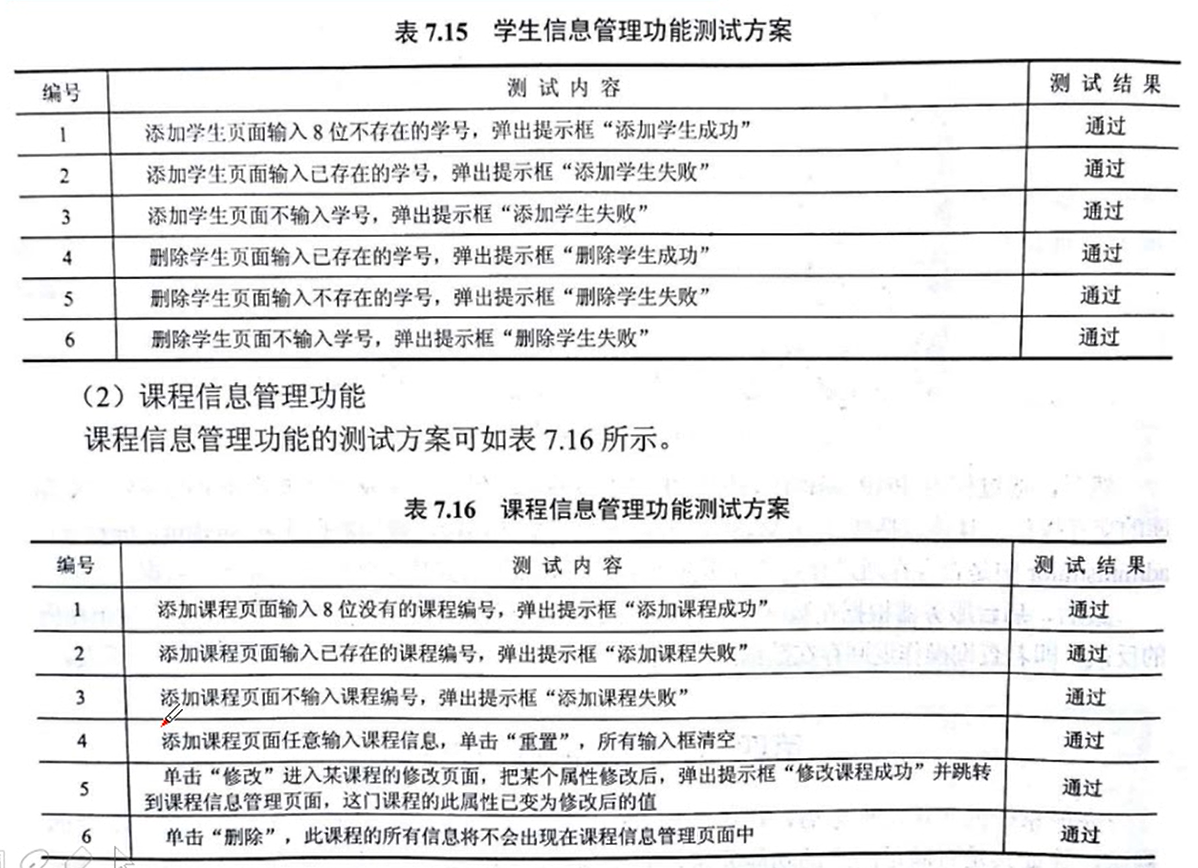 表 7.15 学生信息管理功能测试方案
编号 测 试 内 容 测 试 结 果
1 添加学生页面输入 8 位不存在的学号，弹出提示框“添加学生成功” 通过
2 添加学生页面输入已存在的学号，弹出提示框“添加学生失败” 通过
3 添加学生页面不输入学号，弹出提示框“添加学生失败” 通过
4 删除学生页面输入已存在的学号，弹出提示框“删除学生成功” 通过
5 删除学生页面输入不存在的学号，弹出提示框“删除学生失败” 通过
6 删除学生页面不输入学号，弹出提示框“删除学生失败” 通过
（2）课程信息管理功能
课程信息管理功能的测试方案可如表 7.16 所示。
表 7.16 课程信息管理功能测试方案
编号 测 试 内 容 测 试 结 果
1 添加课程页面输入 8 位没有的课程编号，弹出提示框“添加课程成功” 通过
2 添加课程页面输入已存在的课程编号，弹出提示框“添加课程失败” 通过
3 添加课程页面不输入课程编号，弹出提示框“添加课程失败” 通过
4 添加课程页面任意输入课程信息，单击“重置”，所有输入框清空 通过
5 单击“修改”进入某课程的修改页面，把某个属性修改后，弹出提示框“修改课程成功”并跳转 通过
到课程信息管理页面，这门课程的此属性已变为修改后的值
6 单击“删除”，此课程的所有信息将不会出现在课程信息管理页面中 通过